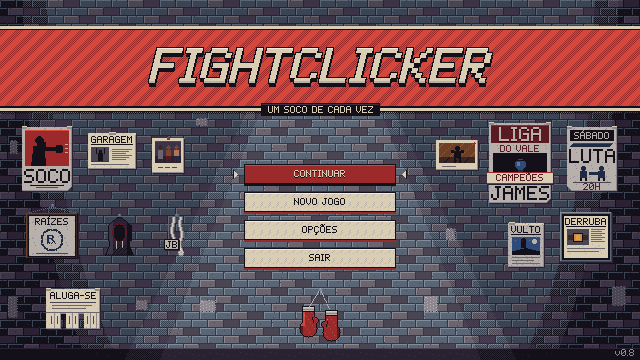 FIGHTCLICKER
UM SOCO DE CADA VEZ
SOCO
GARAGEM
LIGA
DO VALE
CAMPEÕES
JAMES
SÁBADO
LUTA
20H
CONTINUAR
NOVO JOGO
OPÇÕES
SAIR
RAÍZES
R
JB
VULTO
DERRUBA
ALUGA-SE
v0.8